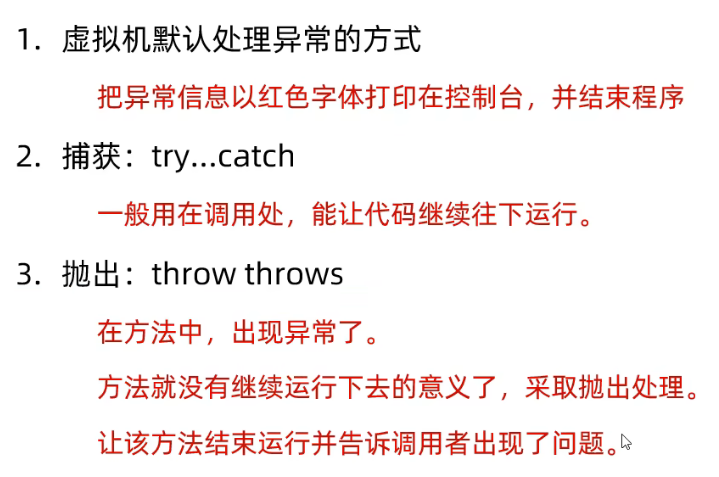 1. 虚拟机默认处理异常的方式
把异常信息以红色字体打印在控制台，并结束程序
2. 捕获：try...catch
一般用在调用处，能让代码继续往下运行。
3. 抛出：throw throws
在方法中，出现异常了。
方法就没有继续运行下去的意义了，采取抛出处理。
让该方法结束运行并告诉调用者出现了问题。